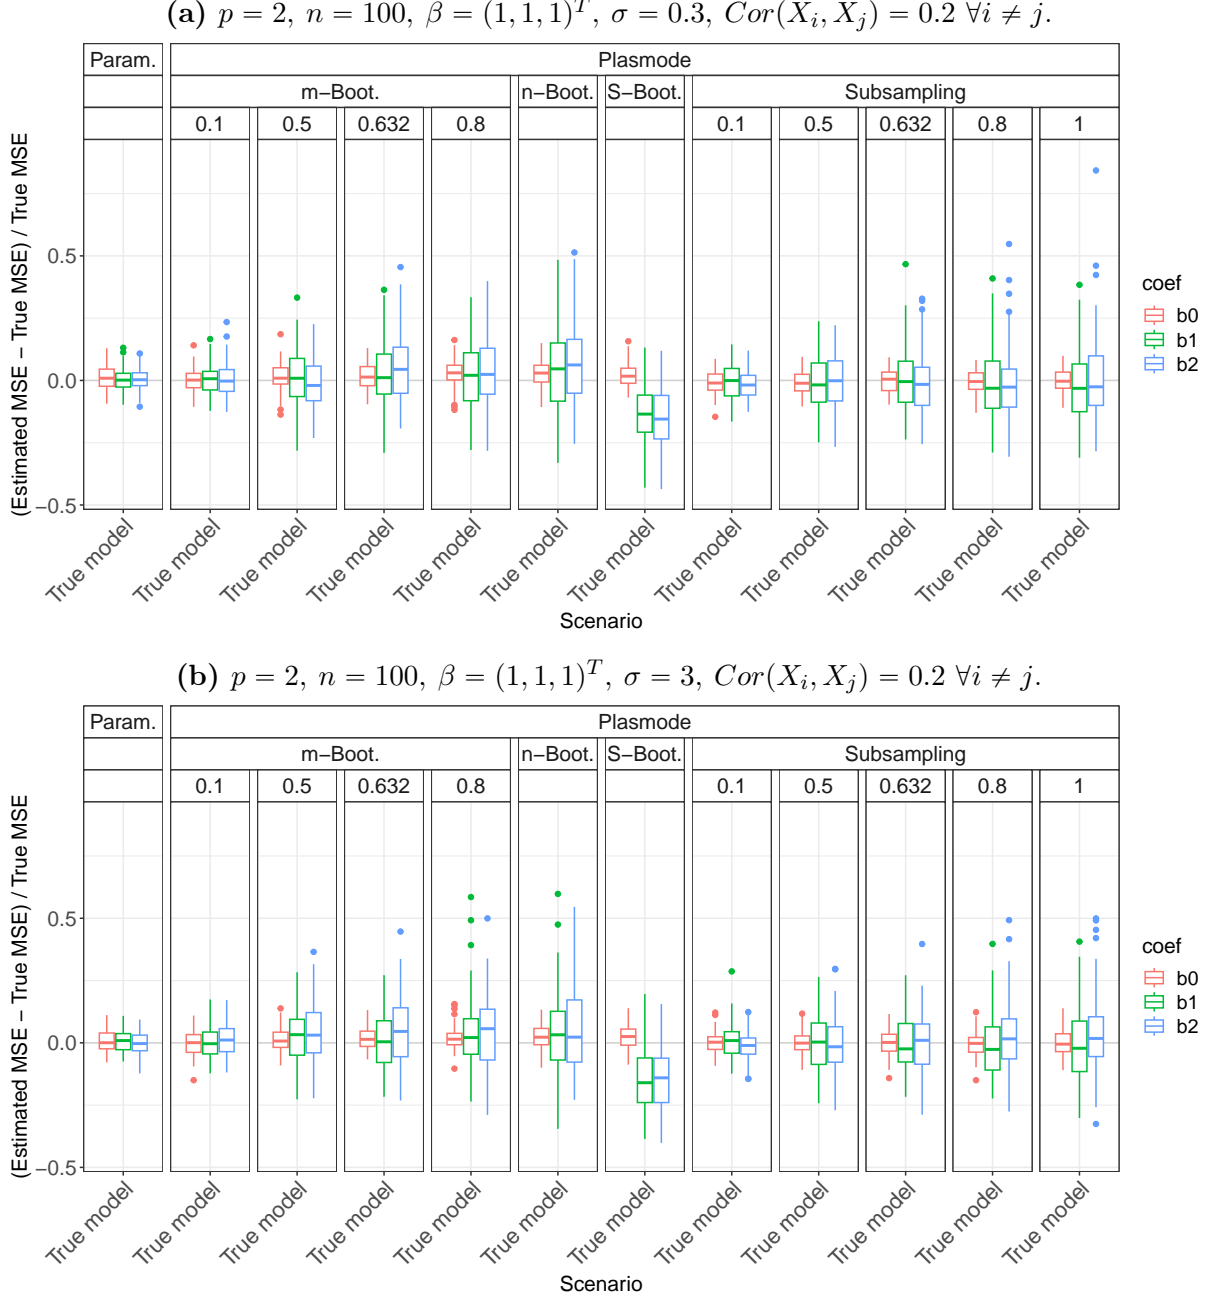 (a) p = 2, n = 100, β = (1, 1, 1)^T, σ = 0.3, Cor(X_i, X_j) = 0.2 ∀i ≠ j.
Param. Plasmode
m−Boot. n−Boot. S−Boot. Subsampling
0.1 0.5 0.632 0.8 0.1 0.5 0.632 0.8 1
(Estimated MSE − True MSE) / True MSE
0.5
0.0
−0.5
True model True model True model True model True model True model True model True model True model True model True model True model
Scenario
coef
b0
b1
b2
(b) p = 2, n = 100, β = (1, 1, 1)^T, σ = 3, Cor(X_i, X_j) = 0.2 ∀i ≠ j.
Param. Plasmode
m−Boot. n−Boot. S−Boot. Subsampling
0.1 0.5 0.632 0.8 0.1 0.5 0.632 0.8 1
(Estimated MSE − True MSE) / True MSE
0.5
0.0
−0.5
True model True model True model True model True model True model True model True model True model True model True model True model
Scenario
coef
b0
b1
b2